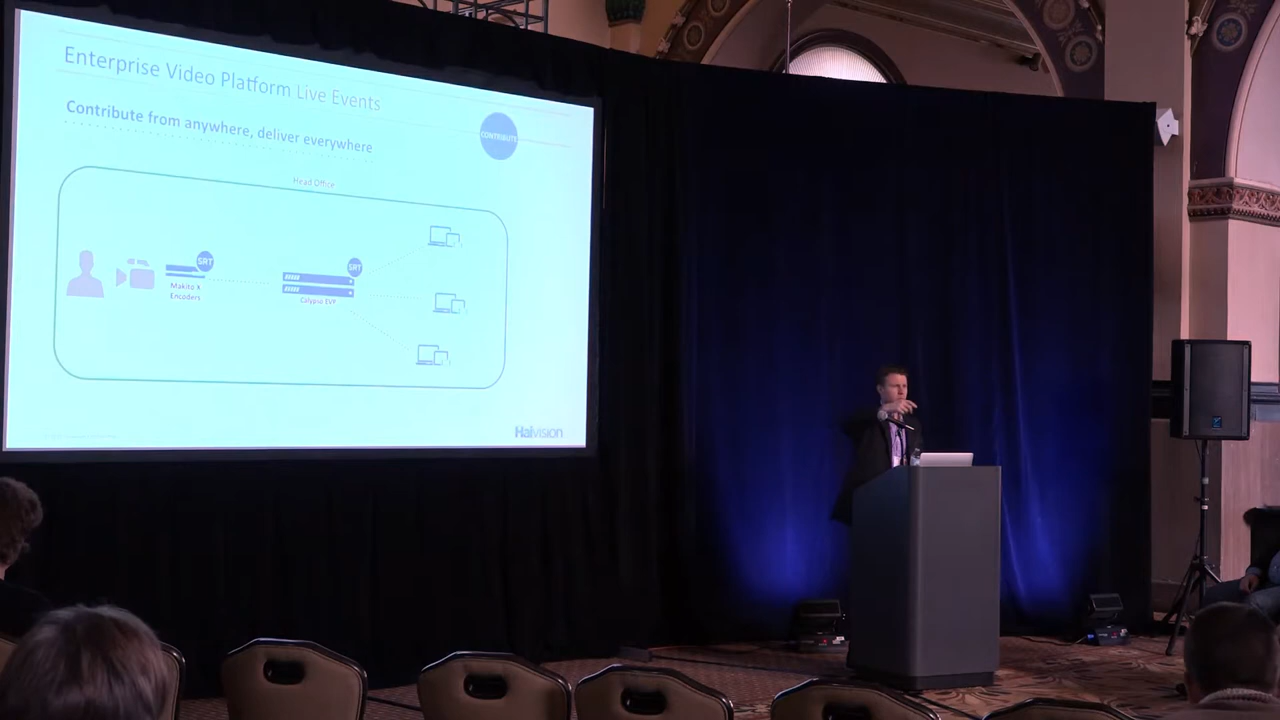 Enterprise Video Platform Live Events
Contribute from anywhere, deliver everywhere
CONTRIBUTE
Head Office
SRT
SRT
Makito X
Encoders
Calypso EVP
Haivision